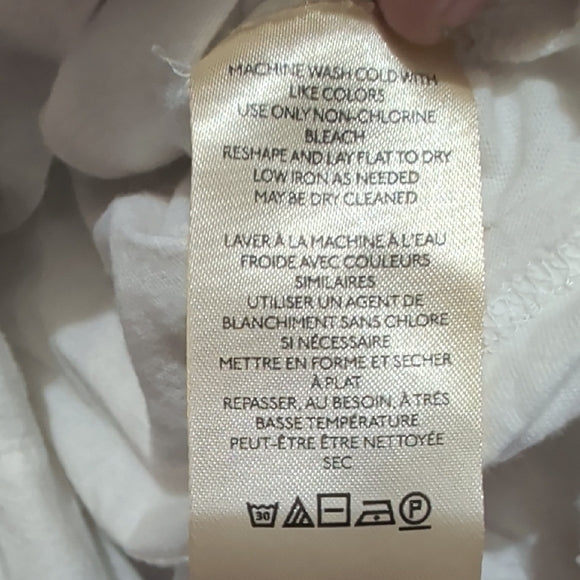 MACHINE WASH COLD WITH
LIKE COLORS
USE ONLY NON-CHLORINE
BLEACH
RESHAPE AND LAY FLAT TO DRY
LOW IRON AS NEEDED
MAY BE DRY CLEANED
LAVER À LA MACHINE À L'EAU
FROIDE AVEC COULEURS
SIMILAIRES
UTILISER UN AGENT DE
BLANCHIMENT SANS CHLORE
SI NÉCESSAIRE
METTRE EN FORME ET SECHER
À PLAT
REPASSER, AU BESOIN, À TRÉS
BASSE TEMPÉRATURE
PEUT-ÊTRE ÊTRE NETTOYÉE
SEC
30 P